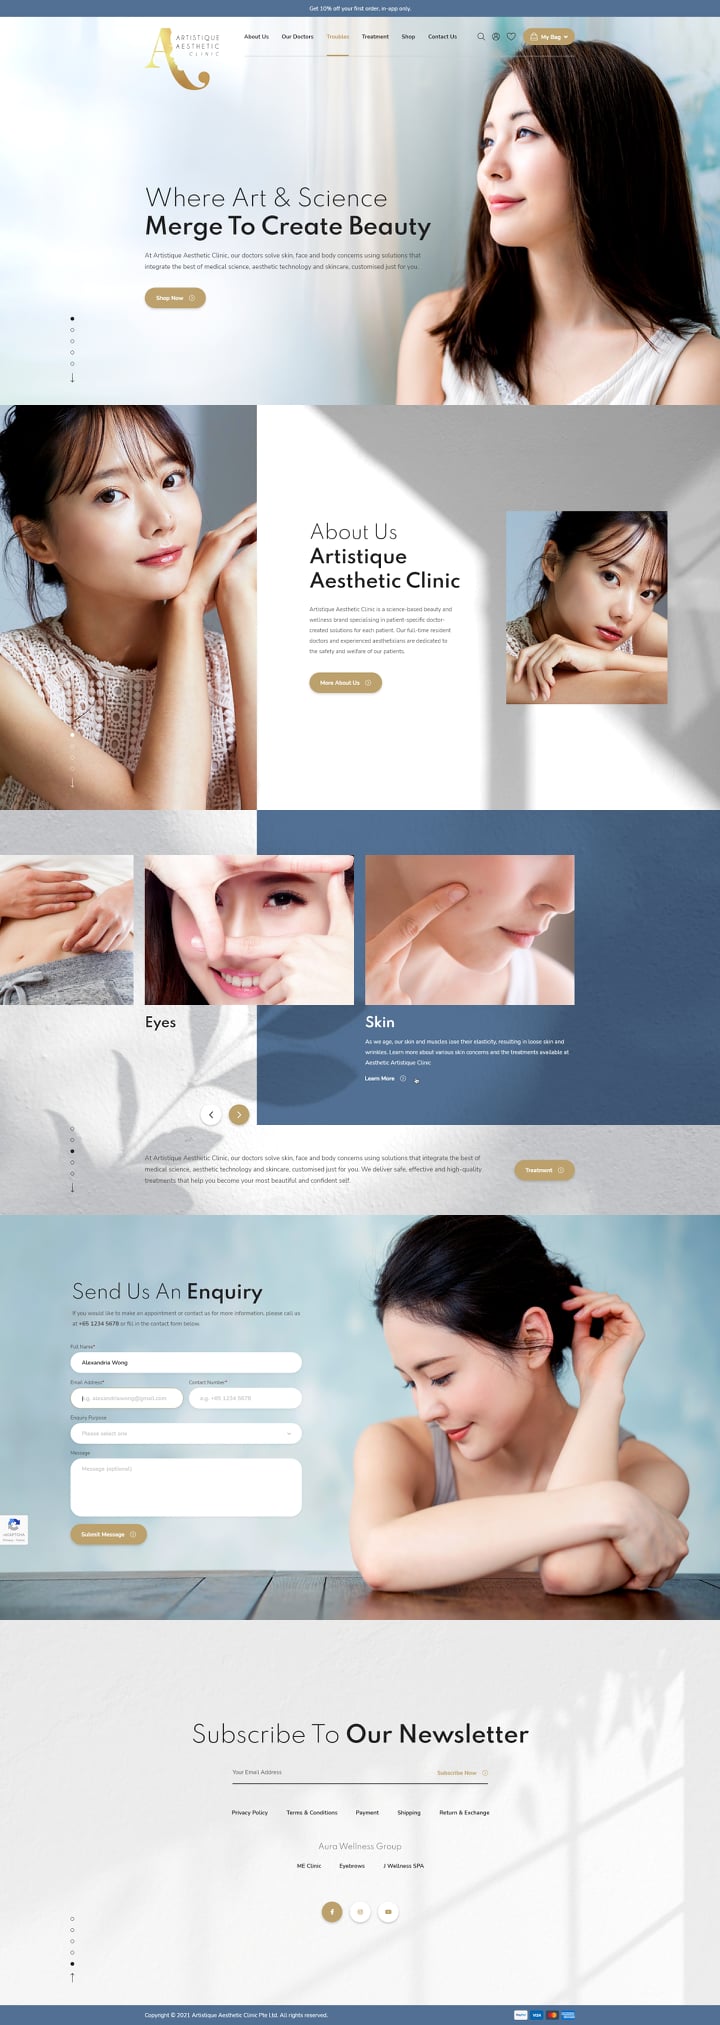 Get 10% off your first order, in-app only.
ARTISTIQUE
AESTHETIC
CLINIC
About Us
Our Doctors
Troubles
Treatment
Shop
Contact Us
My Bag
Where Art & Science
Merge To Create Beauty
At Artistique Aesthetic Clinic, our doctors solve skin, face and body concerns using solutions that
integrate the best of medical science, aesthetic technology and skincare, customised just for you.
Shop Now
About Us
Artistique
Aesthetic Clinic
Artistique Aesthetic Clinic is a science-based beauty and
wellness brand specialising in patient-specific doctor-
created solutions for each patient. Our full-time resident
doctors and experienced aesthetisians are dedicated to
the safety and welfare of our patients.
More About Us
Eyes
Skin
As we age, our skin and muscles lose their elasticity, resulting in loose skin and
wrinkles. Learn more about various skin concerns and the treatments available at
Aesthetic Artistique Clinic
Learn More
At Artistique Aesthetic Clinic, our doctors solve skin, face and body concerns using solutions that integrate the best of
medical science, aesthetic technology and skincare, customised just for you. We deliver safe, effective and high-quality
treatments that help you become your most beautiful and confident self.
Treatment
Send Us An Enquiry
If you would like to make an appointment or contact us for more information, please call us
at +65 1234 5678 or fill in the contact form below.
Full Name*
Alexandria Wong
Email Address*
Contact Number*
e.g. alexandriawong@gmail.com
e.g. +65 1234 5678
Enquiry Purpose
Please select one
Message
Message (optional)
reCAPTCHA
Privacy - Terms
Submit Message
Subscribe To Our Newsletter
Your Email Address
Subscribe Now
Privacy Policy
Terms & Conditions
Payment
Shipping
Return & Exchange
Aura Wellness Group
ME Clinic
Eyebrows
J Wellness SPA
Copyright © 2021 Artistique Aesthetic Clinic Pte Ltd. All rights reserved.
PayPal
VISA